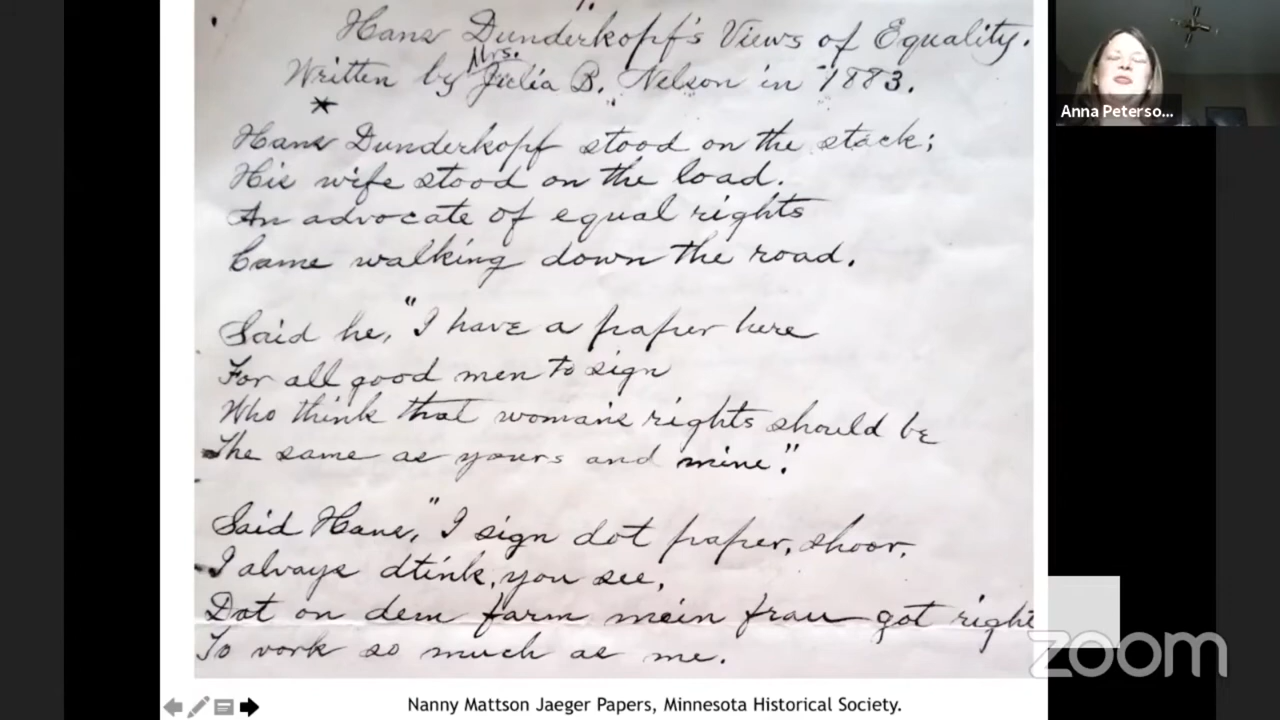 Hans Dunderkopf's Views of Equality.
Written by Mrs. Julia B. Nelson in 1883.
*
Hans Dunderkopf stood on the stack;
His wife stood on the load.
An advocate of equal rights
Came walking down the road.
Said he, "I have a paper here
For all good men to sign
Who think that woman's rights should be
The same as yours and mine."
Said Hans, "I sign dot paper, shoor,
I alvays dtink, you see,
Dot on dem farm mein frau got right
To vork so much as me.
Nanny Mattson Jaeger Papers, Minnesota Historical Society.
Anna Peterso...
zoom